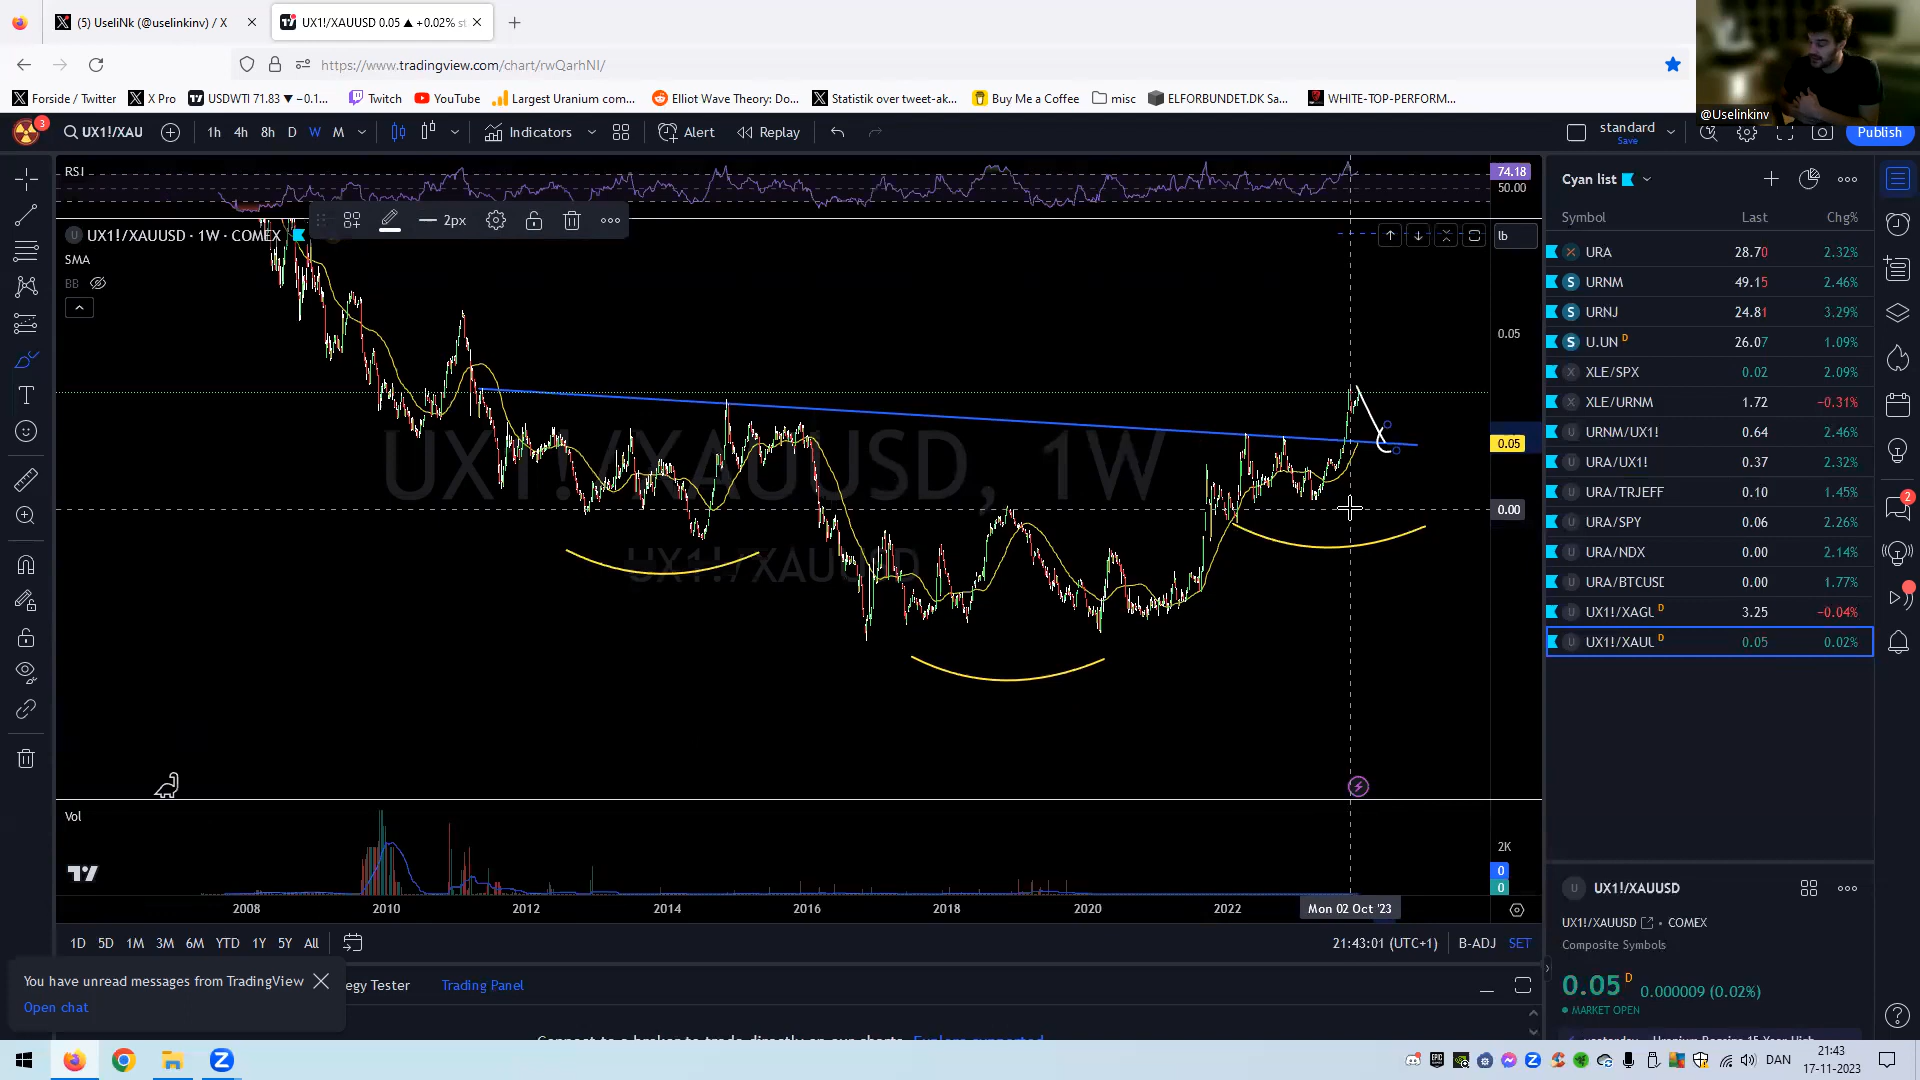 (5) UseliNk (@uselinkinv) / X
UX1!/XAUUSD 0.05 ▲ +0.02% st
https://www.tradingview.com/chart/rwQarhNI/
Forside / Twitter
X Pro
USDWTI 71.83 ▼ −0.1...
Twitch
YouTube
Largest Uranium com...
Elliot Wave Theory: Do...
Statistik over tweet-ak...
Buy Me a Coffee
misc
ELFORBUNDET.DK Sa...
WHITE-TOP-PERFORM...
@Uselinkinv
3
UX1!/XAU
1h 4h 8h D W M
Indicators
Alert
Replay
standard
Save
Publish
RSI
74.18
50.00
2px
UX1!/XAUUSD · 1W · COMEX
lb
SMA
BB
0.05
0.05
0.00
UX1!/XAUUSD, 1W
UX1!/XAUUSD
Vol
2K
0
0
2008 2010 2012 2014 2016 2018 2020 2022
Mon 02 Oct '23
1D 5D 1M 3M 6M YTD 1Y 5Y All
21:43:01 (UTC+1)
B-ADJ
SET
You have unread messages from TradingView
Open chat
egy Tester
Trading Panel
Cyan list
Symbol Last Chg%
URA 28.70 2.32%
URNM 49.15 2.46%
URNJ 24.81 3.29%
U.UN D 26.07 1.09%
XLE/SPX 0.02 2.09%
XLE/URNM 1.72 −0.31%
URNM/UX1! 0.64 2.46%
URA/UX1! 0.37 2.32%
URA/TRJEFF 0.10 1.45%
URA/SPY 0.06 2.26%
URA/NDX 0.00 2.14%
URA/BTCUSD 0.00 1.77%
UX1!/XAGU D 3.25 −0.04%
UX1!/XAUU D 0.05 0.02%
2
UX1!/XAUUSD
UX1!/XAUUSD • COMEX
Composite Symbols
0.05 D 0.000009 (0.02%)
MARKET OPEN
DAN
21:43
17-11-2023